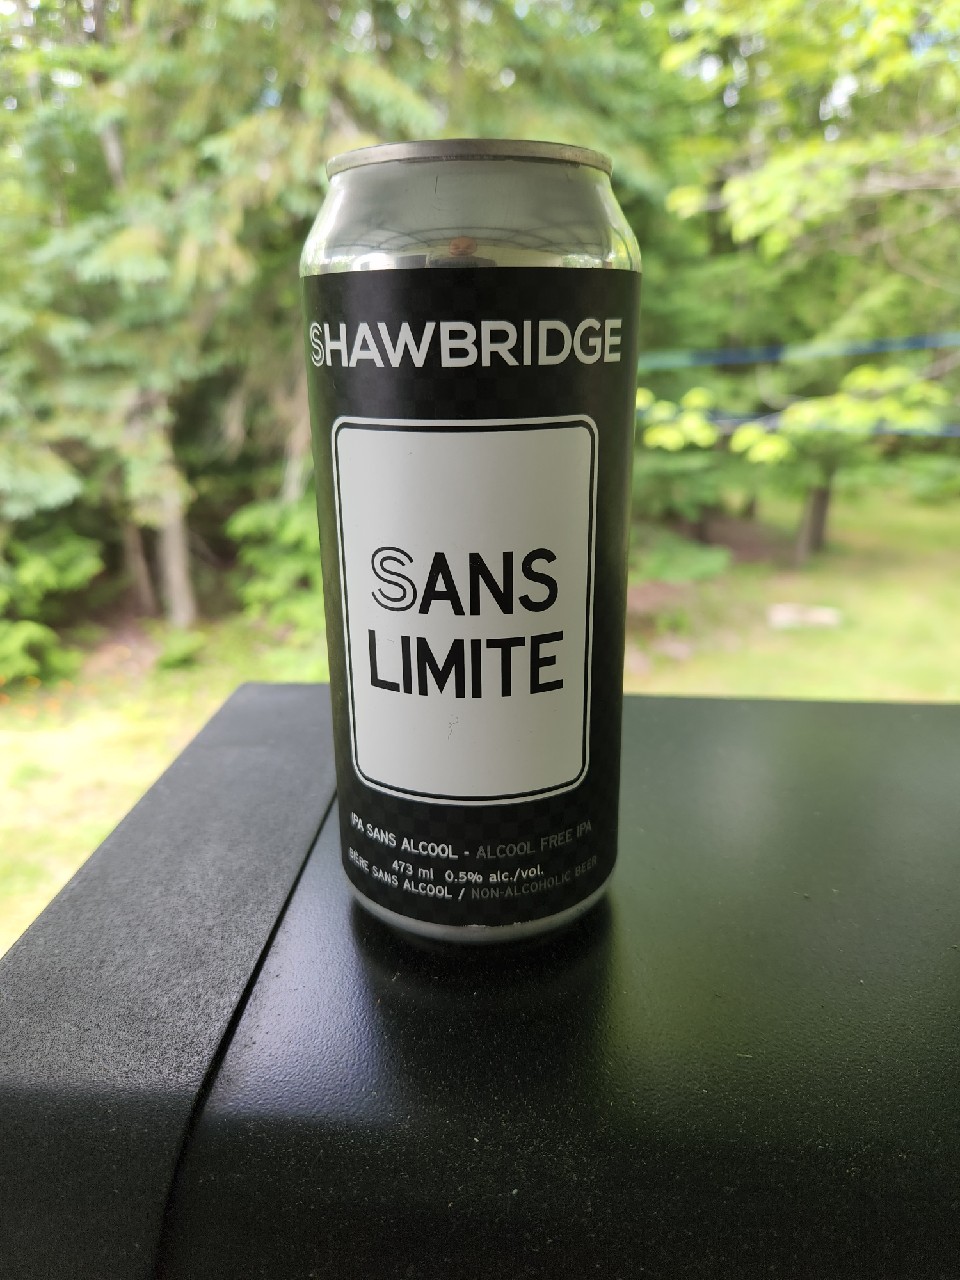 SHAWBRIDGE
SANS
LIMITE
IPA SANS ALCOOL - ALCOOL FREE IPA
473 ml 0.5% alc./vol.
BIÈRE SANS ALCOOL / NON-ALCOHOLIC BEER